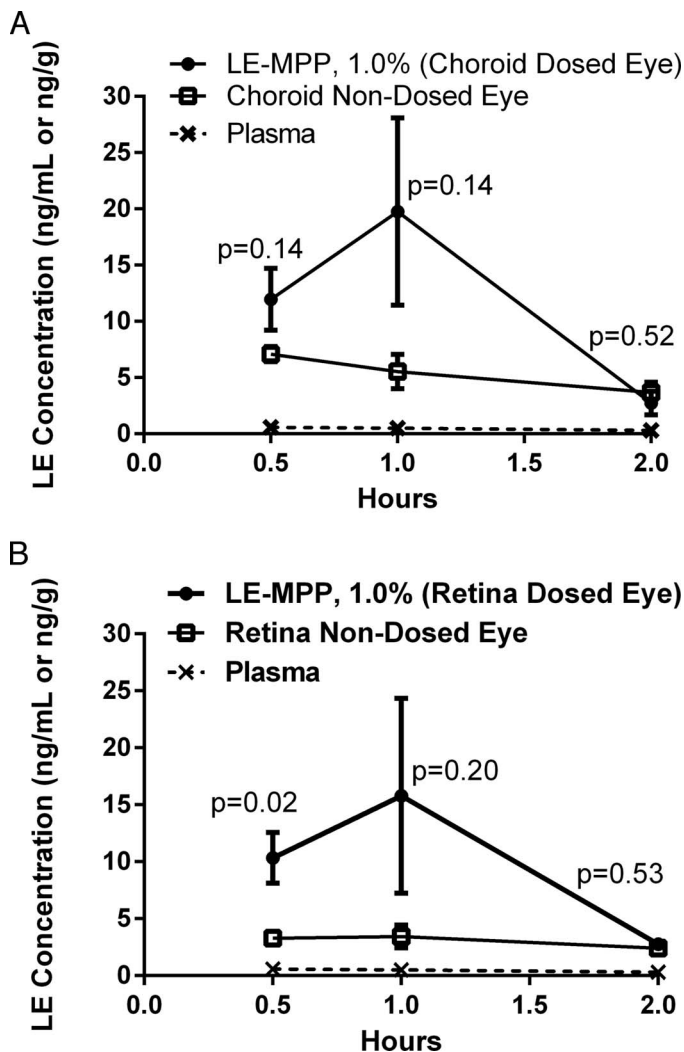 A
LE-MPP, 1.0% (Choroid Dosed Eye)
Choroid Non-Dosed Eye
Plasma
LE Concentration (ng/mL or ng/g)
30
25
20
15
10
5
0
p=0.14
p=0.14
p=0.52
0.0 0.5 1.0 1.5 2.0
Hours
B
LE-MPP, 1.0% (Retina Dosed Eye)
Retina Non-Dosed Eye
Plasma
LE Concentration (ng/mL or ng/g)
30
25
20
15
10
5
0
p=0.02
p=0.20
p=0.53
0.0 0.5 1.0 1.5 2.0
Hours